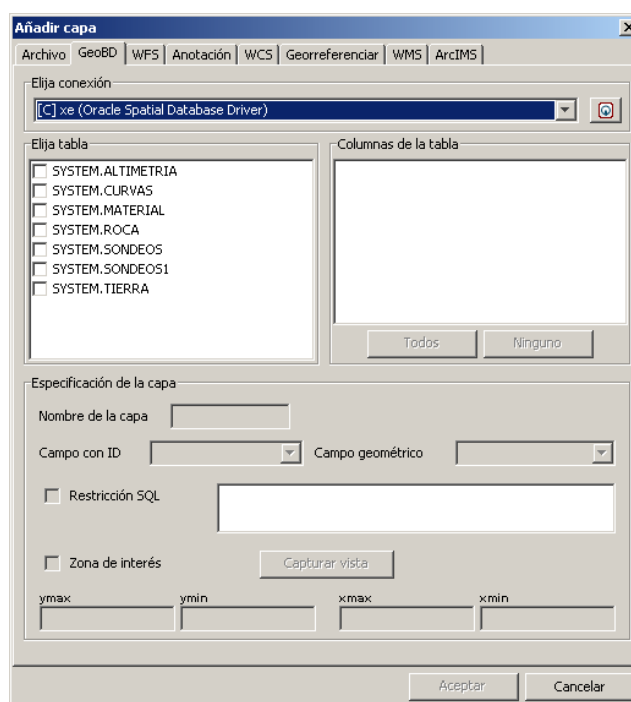 Añadir capa
Archivo GeoBD WFS Anotación WCS Georreferenciar WMS ArcIMS
Elija conexión
[C] xe (Oracle Spatial Database Driver)
Elija tabla
SYSTEM.ALTIMETRIA
SYSTEM.CURVAS
SYSTEM.MATERIAL
SYSTEM.ROCA
SYSTEM.SONDEOS
SYSTEM.SONDEOS1
SYSTEM.TIERRA
Columnas de la tabla
Todos Ninguno
Especificación de la capa
Nombre de la capa
Campo con ID Campo geométrico
Restricción SQL
Zona de interés Capturar vista
ymax ymin xmax xmin
Aceptar Cancelar